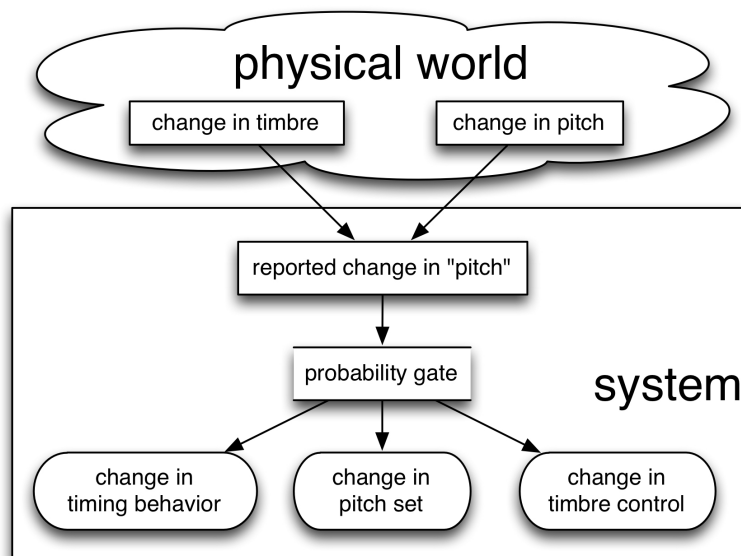 physical world
change in timbre
change in pitch
reported change in "pitch"
probability gate
system
change in
timing behavior
change in
pitch set
change in
timbre control